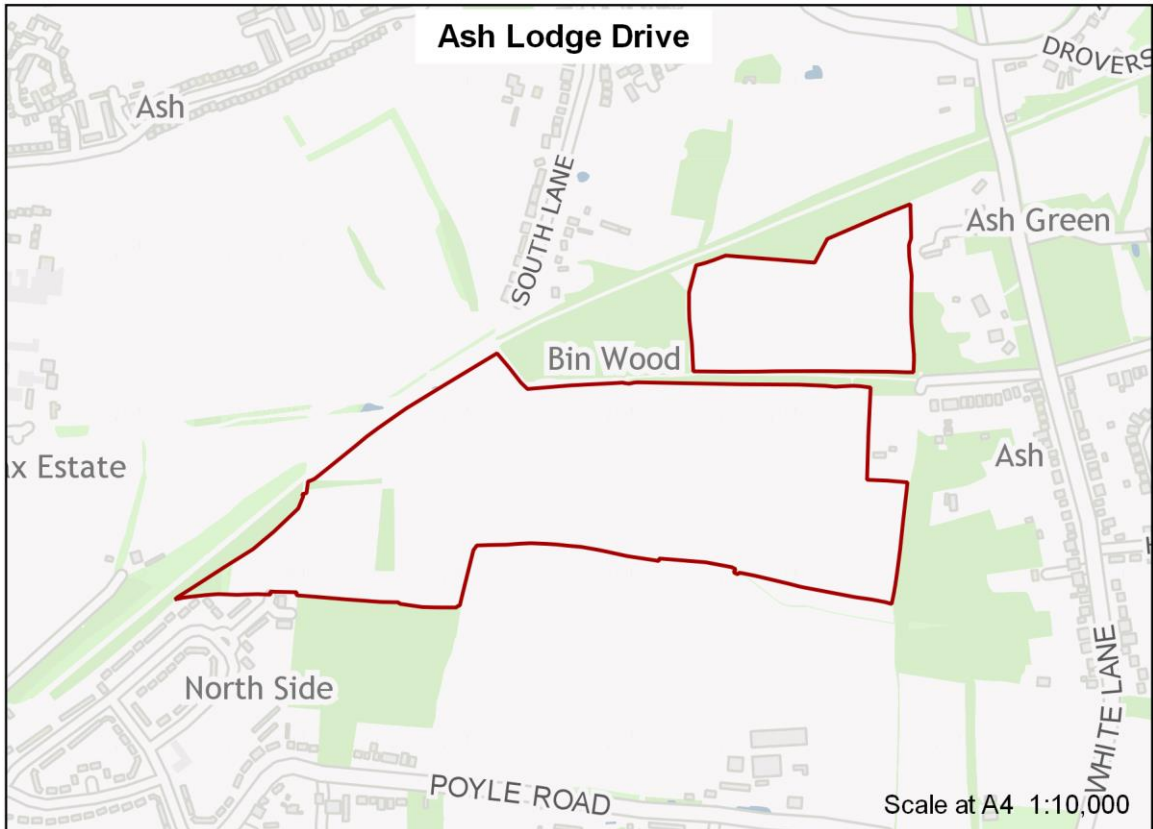 Ash Lodge Drive
DROVERS
Ash
SOUTH LANE
Ash Green
Bin Wood
ax Estate
Ash
North Side
WHITE LANE
POYLE ROAD
Scale at A4 1:10,000